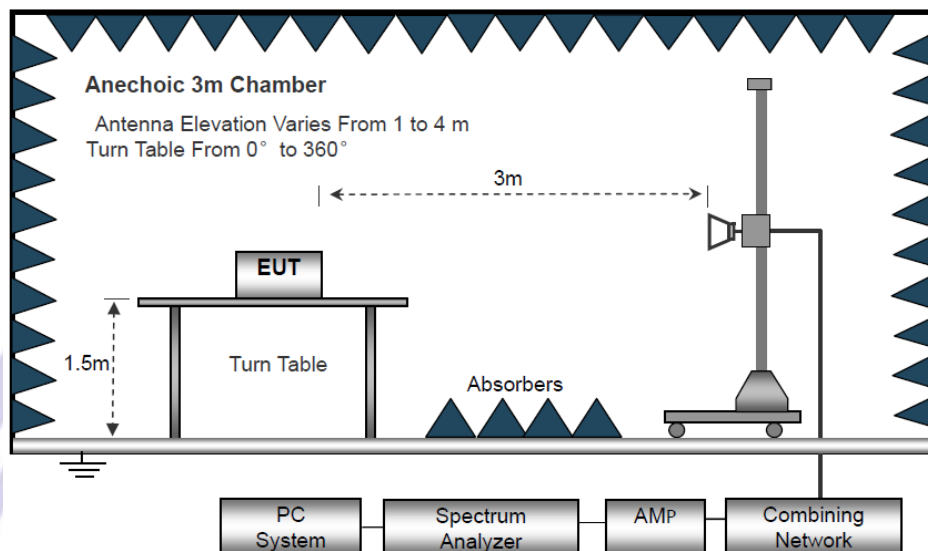 Anechoic 3m Chamber
Antenna Elevation Varies From 1 to 4 m
Turn Table From 0° to 360°
3m
EUT
1.5m
Turn Table
Absorbers
PC
System
Spectrum
Analyzer
AMP
Combining
Network